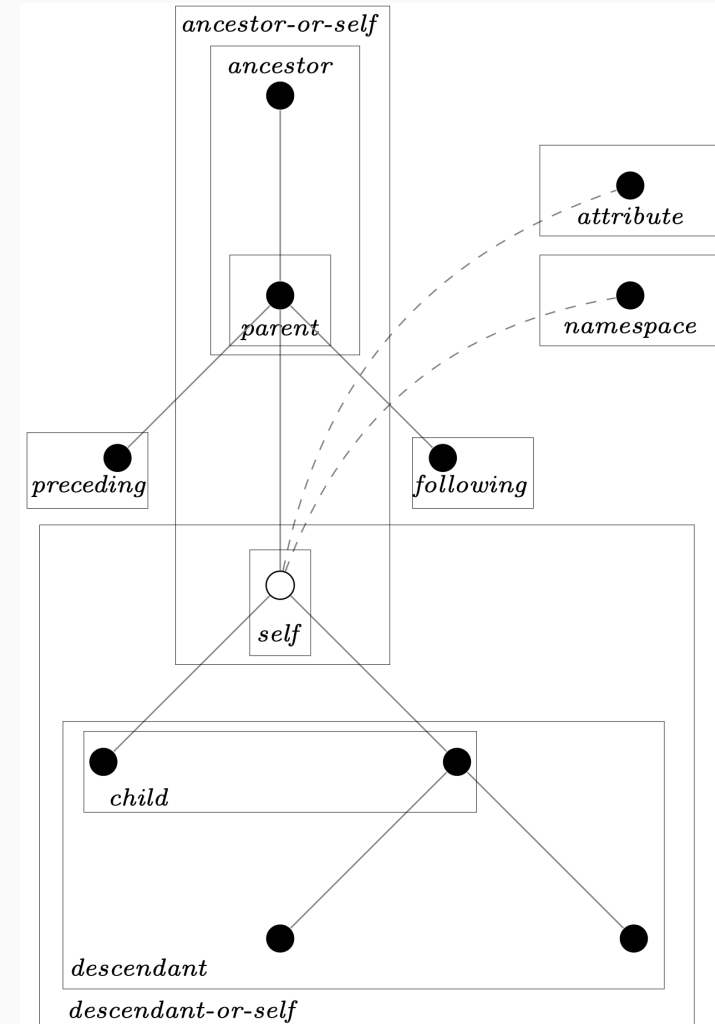 ancestor-or-self
ancestor
attribute
namespace
parent
preceding
following
self
child
descendant
descendant-or-self